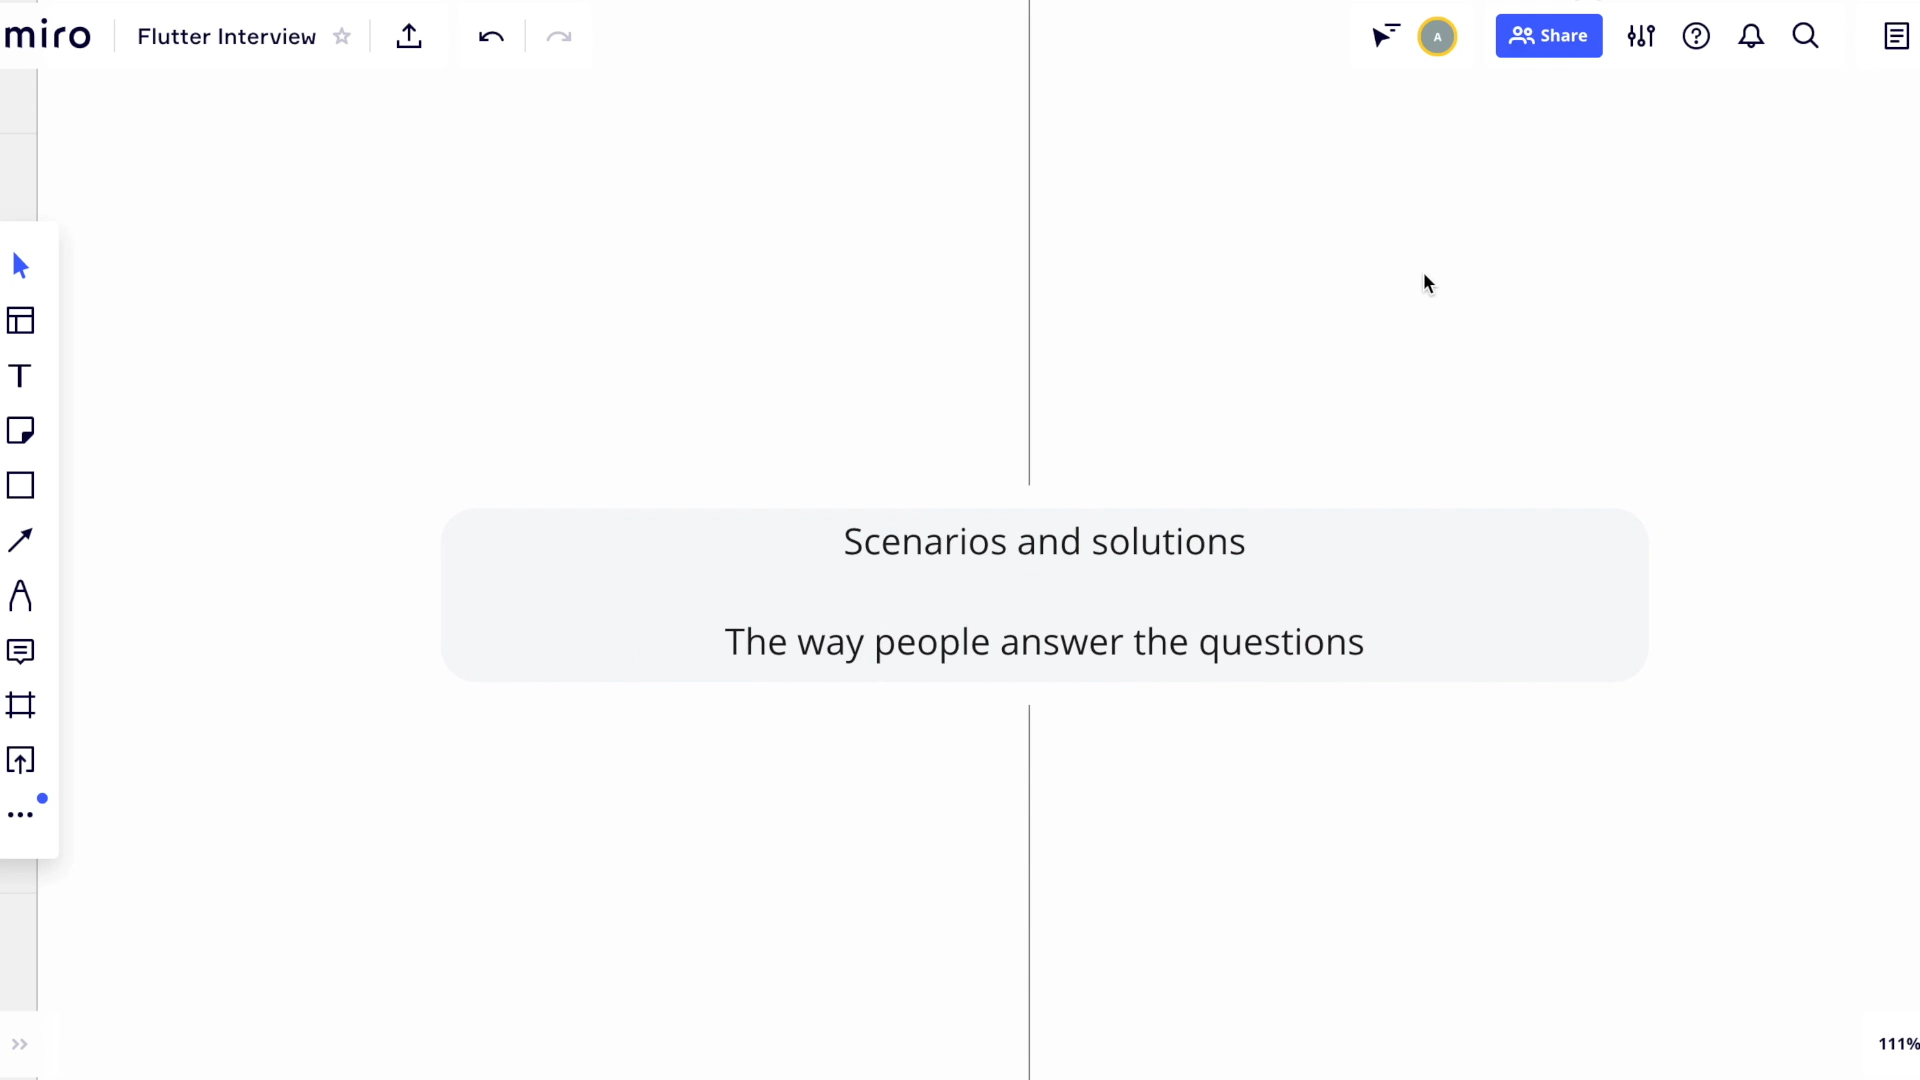 miro
Flutter Interview
A
Share
Scenarios and solutions
The way people answer the questions
111%